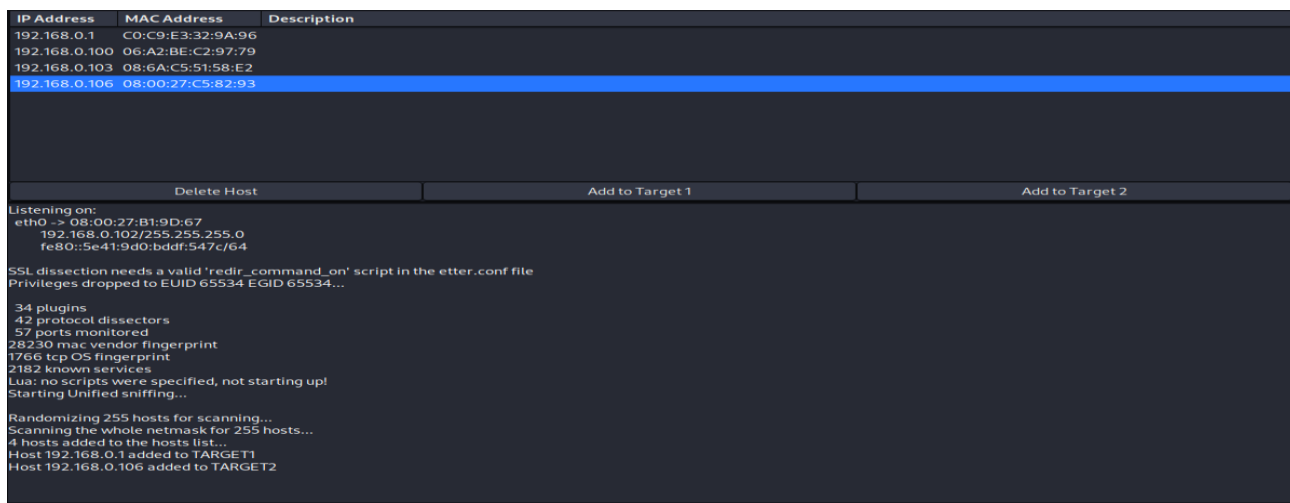 IP Address MAC Address Description
192.168.0.1 C0:C9:E3:32:9A:96
192.168.0.100 06:A2:BE:C2:97:79
192.168.0.103 08:6A:C5:51:58:E2
192.168.0.106 08:00:27:C5:82:93
Delete Host Add to Target 1 Add to Target 2
Listening on:
eth0 -> 08:00:27:B1:9D:67
192.168.0.102/255.255.255.0
fe80::5e41:9d0:bddf:547c/64
SSL dissection needs a valid 'redir_command_on' script in the etter.conf file
Privileges dropped to EUID 65534 EGID 65534...
34 plugins
42 protocol dissectors
57 ports monitored
28230 mac vendor fingerprint
1766 tcp OS fingerprint
2182 known services
Lua: no scripts were specified, not starting up!
Starting Unified sniffing...
Randomizing 255 hosts for scanning...
Scanning the whole netmask for 255 hosts...
4 hosts added to the hosts list...
Host 192.168.0.1 added to TARGET1
Host 192.168.0.106 added to TARGET2